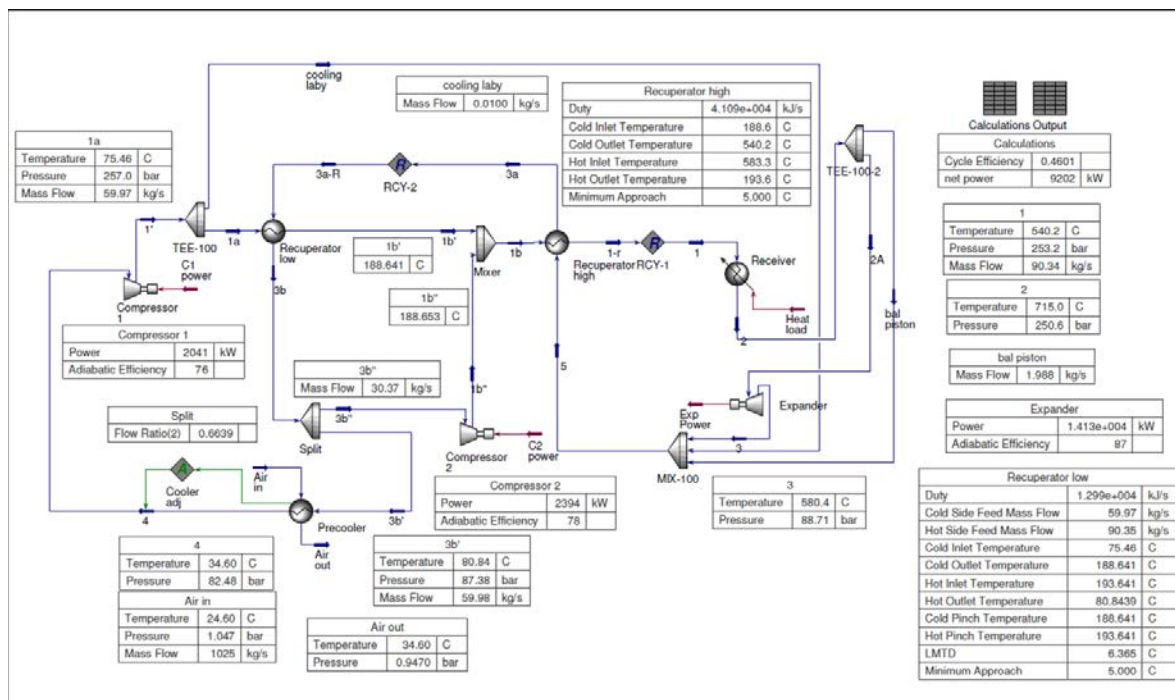 cooling laby
cooling laby
Mass Flow 0.0100 kg/s
Recuperator high
Duty 4.109e+004 kJ/s
Cold Inlet Temperature 188.6 C
Cold Outlet Temperature 540.2 C
Hot Inlet Temperature 583.3 C
Hot Outlet Temperature 193.6 C
Minimum Approach 5.000 C
Calculations Output
Calculations
Cycle Efficiency 0.4601
net power 9202 kW
1a
Temperature 75.46 C
Pressure 257.0 bar
Mass Flow 59.97 kg/s
3a-R
R
RCY-2
3a
TEE-100-2
1'
TEE-100
1a
Recuperator
low
1b'
1b'
188.641 C
Mixer
1b
Recuperator
high
1-r
R
RCY-1
1
Receiver
2A
1
Temperature 540.2 C
Pressure 253.2 bar
Mass Flow 90.34 kg/s
C1
power
Compressor
1
3b
1b"
188.653 C
Heat
load
2
bal
piston
2
Temperature 715.0 C
Pressure 250.6 bar
Compressor 1
Power 2041 kW
Adiabatic Efficiency 76
3b"
Mass Flow 30.37 kg/s
1b"
5
bal piston
Mass Flow 1.988 kg/s
Split
Flow Ratio(2) 0.6639
3b"
Split
Compressor
2
C2
power
Exp
Power
Expander
3
MIX-100
Expander
Power 1.413e+004 kW
Adiabatic Efficiency 87
A
Cooler
adj
Air
in
4
Precooler
Air
out
3b'
Compressor 2
Power 2394 kW
Adiabatic Efficiency 78
3
Temperature 580.4 C
Pressure 88.71 bar
Recuperator low
Duty 1.299e+004 kJ/s
Cold Side Feed Mass Flow 59.97 kg/s
Hot Side Feed Mass Flow 90.35 kg/s
Cold Inlet Temperature 75.46 C
Cold Outlet Temperature 188.641 C
Hot Inlet Temperature 193.641 C
Hot Outlet Temperature 80.8439 C
Cold Pinch Temperature 188.641 C
Hot Pinch Temperature 193.641 C
LMTD 6.365 C
Minimum Approach 5.000 C
4
Temperature 34.60 C
Pressure 82.48 bar
3b'
Temperature 80.84 C
Pressure 87.38 bar
Mass Flow 59.98 kg/s
Air in
Temperature 24.60 C
Pressure 1.047 bar
Mass Flow 1025 kg/s
Air out
Temperature 34.60 C
Pressure 0.9470 bar